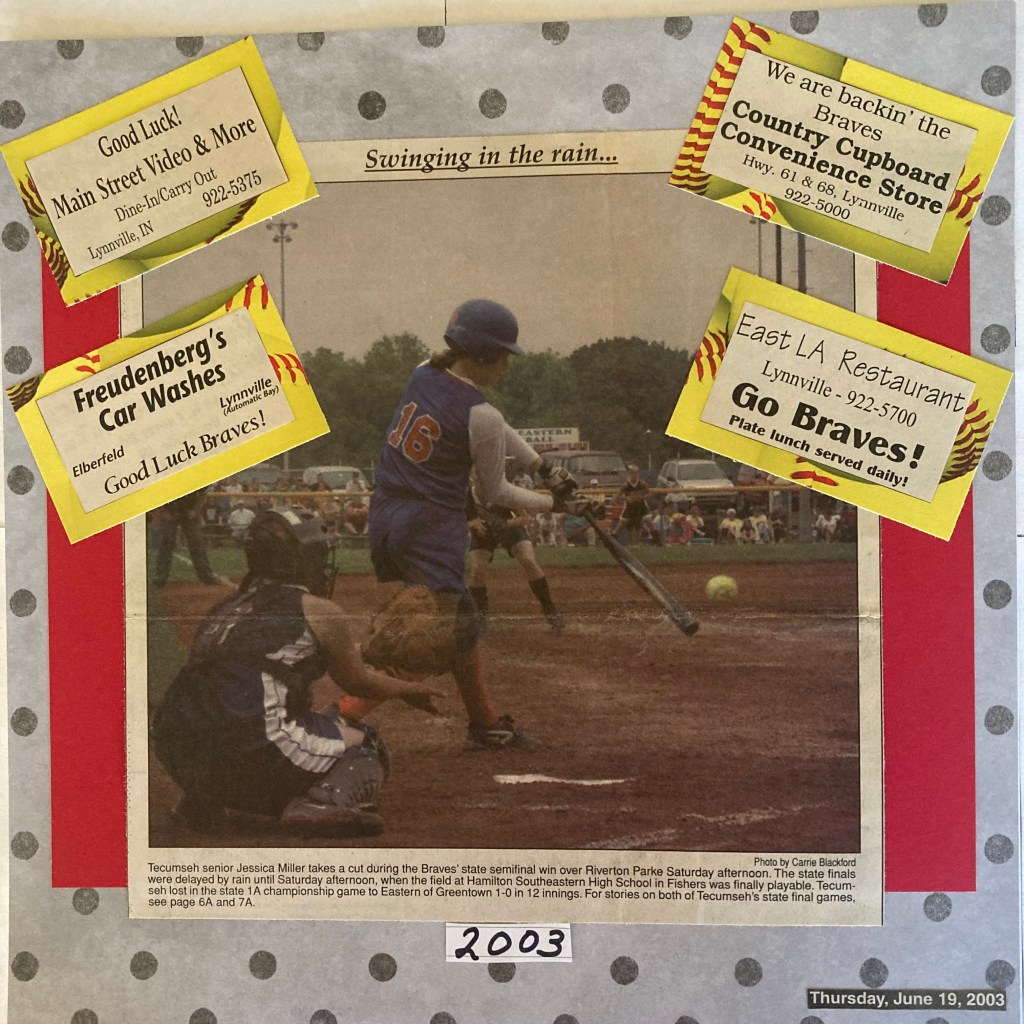 Good Luck!
Main Street Video & More
Dine-In/Carry Out
922-5375
Lynnville, IN
We are backin' the
Braves
Country Cupboard
Convenience Store
Hwy. 61 & 68, Lynnville
922-5000
Swinging in the rain...
Freudenberg's
Car Washes
Lynnville
(Automatic Bay)
Elberfeld
Good Luck Braves!
East LA Restaurant
Lynnville - 922-5700
Go Braves!
Plate lunch served daily!
16
EASTERN
BALL
Photo by Carrie Blackford
Tecumseh senior Jessica Miller takes a cut during the Braves' state semifinal win over Riverton Parke Saturday afternoon. The state finals
were delayed by rain until Saturday afternoon, when the field at Hamilton Southeastern High School in Fishers was finally playable. Tecum-
seh lost in the state 1A championship game to Eastern of Greentown 1-0 in 12 innings. For stories on both of Tecumseh's state final games,
see page 6A and 7A.
2003
Thursday, June 19, 2003